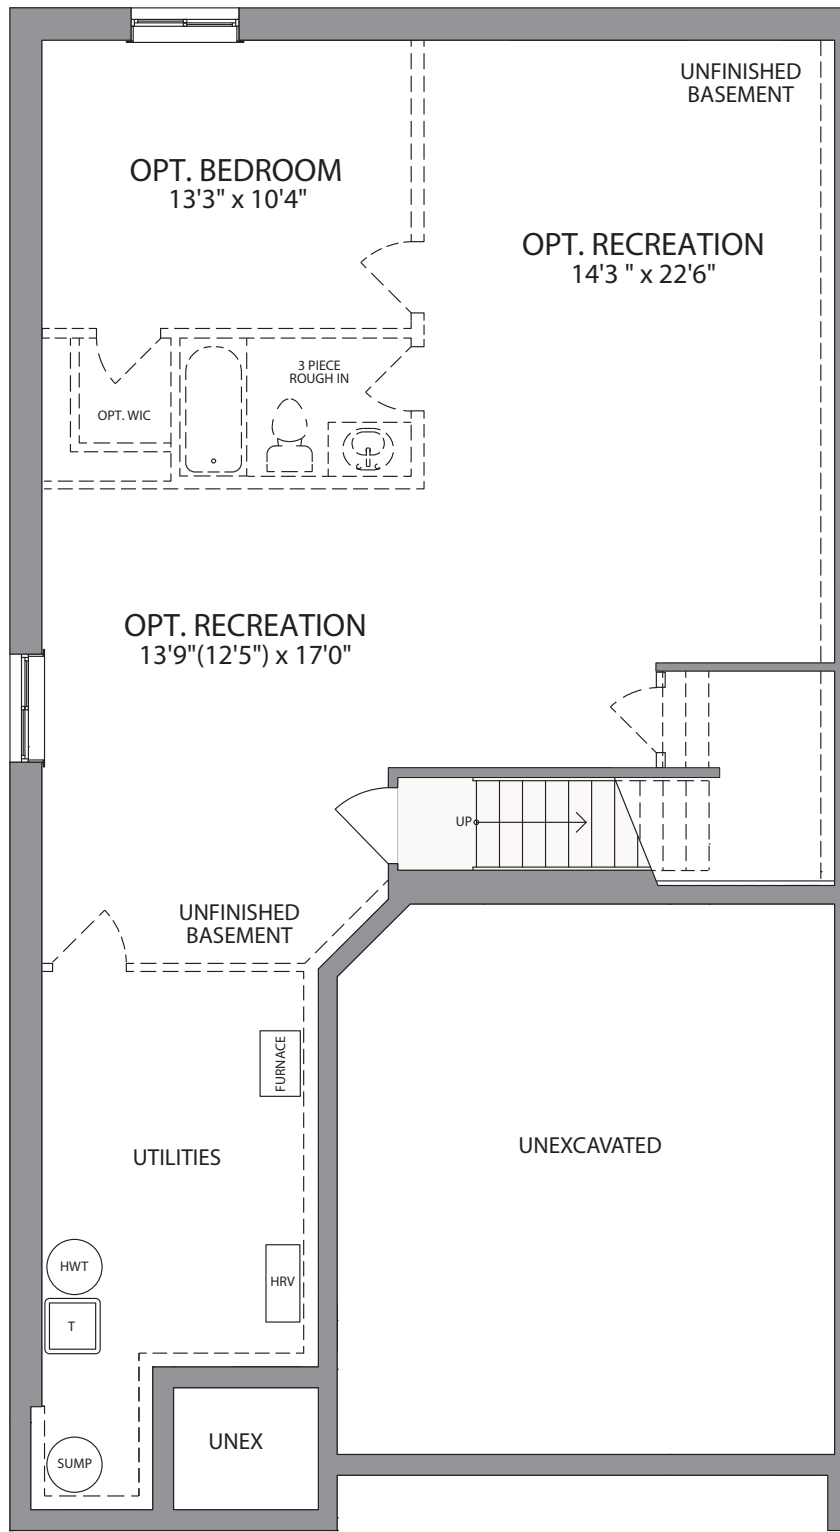 UNFINISHED
BASEMENT
OPT. BEDROOM
13'3" x 10'4"
OPT. RECREATION
14'3 " x 22'6"
3 PIECE
ROUGH IN
OPT. WIC
OPT. RECREATION
13'9"(12'5") x 17'0"
UP
UNFINISHED
BASEMENT
FURNACE
UTILITIES
UNEXCAVATED
HWT
HRV
T
UNEX
SUMP